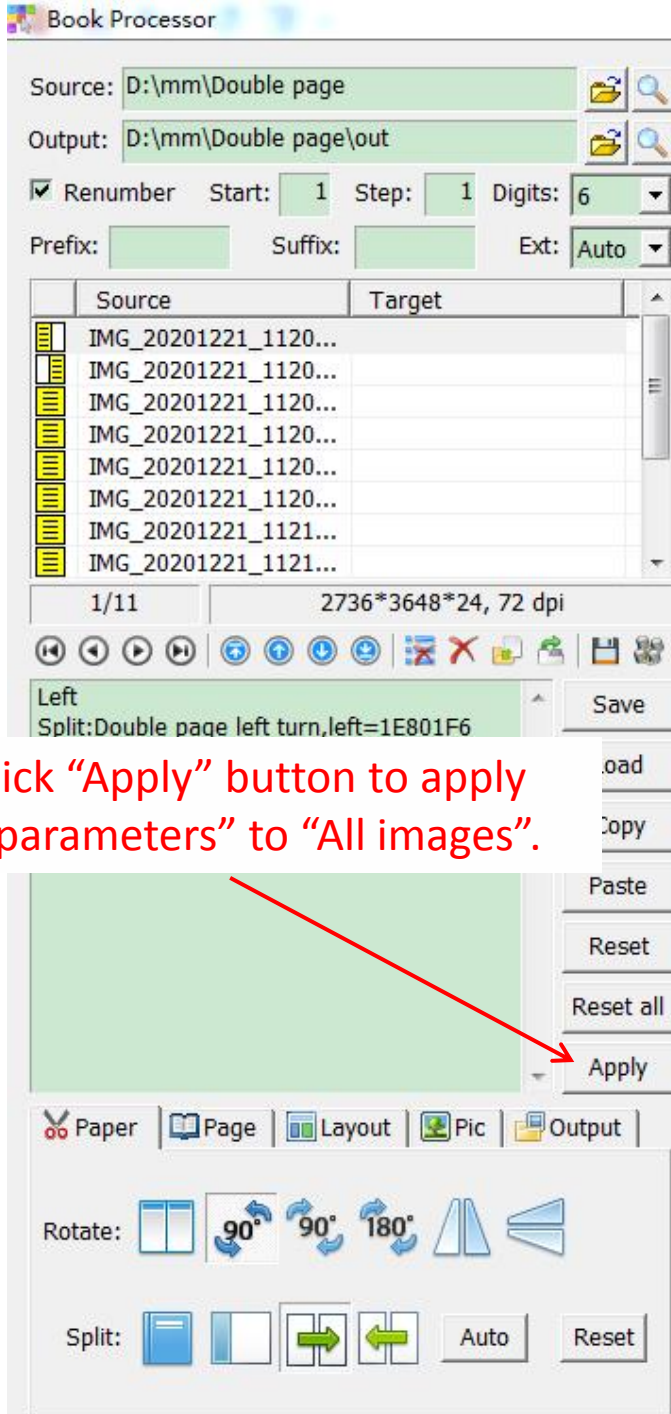 Book Processor
Source: D:\mm\Double page
Output: D:\mm\Double page\out
Renumber Start: 1 Step: 1 Digits: 6
Prefix: Suffix: Ext: Auto
Source Target
IMG_20201221_1120...
IMG_20201221_1120...
IMG_20201221_1120...
IMG_20201221_1120...
IMG_20201221_1120...
IMG_20201221_1120...
IMG_20201221_1121...
IMG_20201221_1121...
1/11 2736*3648*24, 72 dpi
Left
Split:Double page left turn,left=1E801F6
Save
ick “Apply” button to apply
parameters” to “All images”.
oad
Copy
Paste
Reset
Reset all
Apply
Paper Page Layout Pic Output
Rotate: 90° 90° 180°
Split: Auto Reset